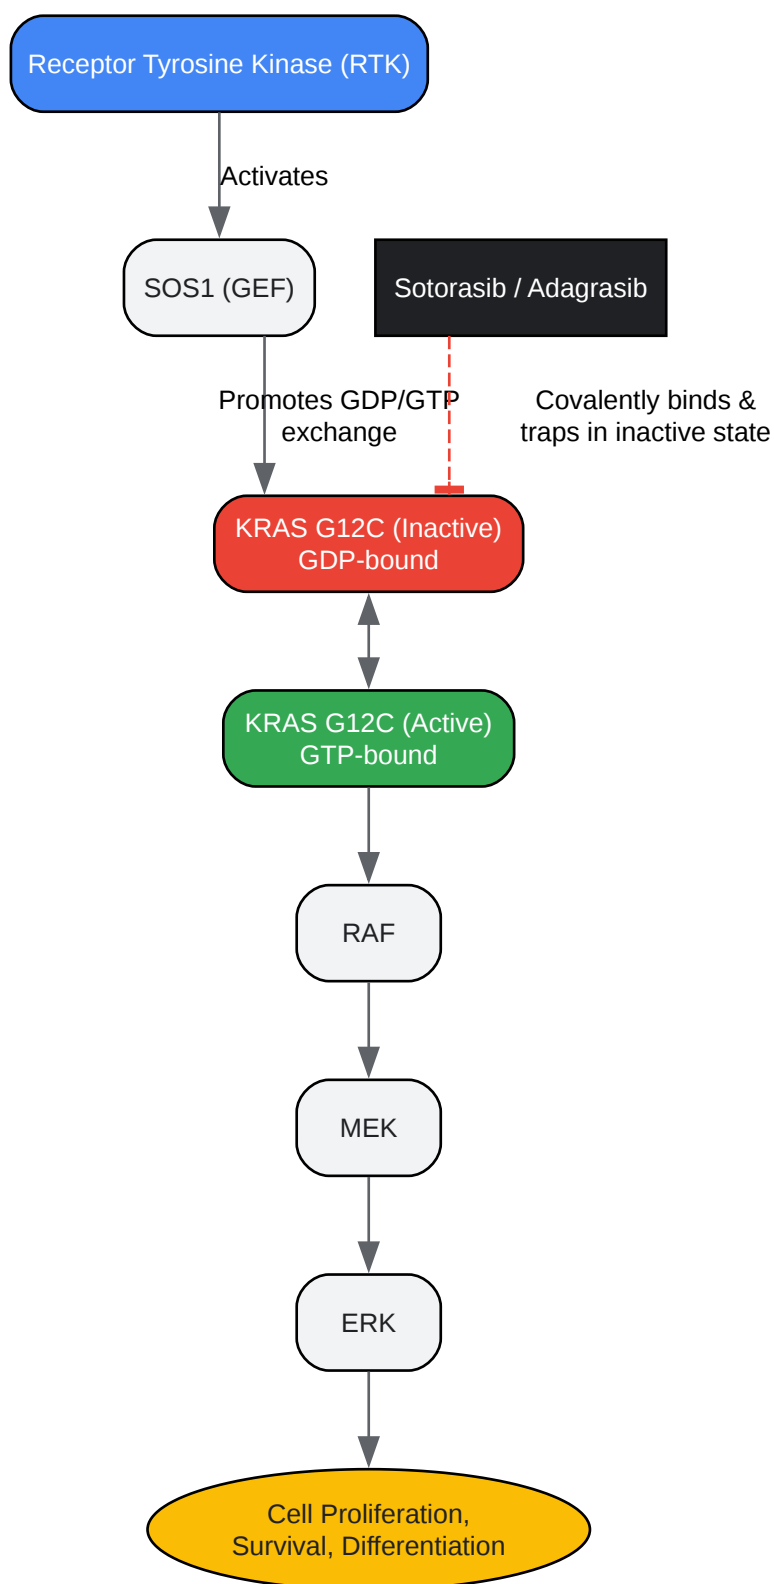 Receptor Tyrosine Kinase (RTK)
Activates
SOS1 (GEF)
Sotorasib / Adagrasib
Promotes GDP/GTP
exchange
Covalently binds &
traps in inactive state
KRAS G12C (Inactive)
GDP-bound
KRAS G12C (Active)
GTP-bound
RAF
MEK
ERK
Cell Proliferation,
Survival, Differentiation